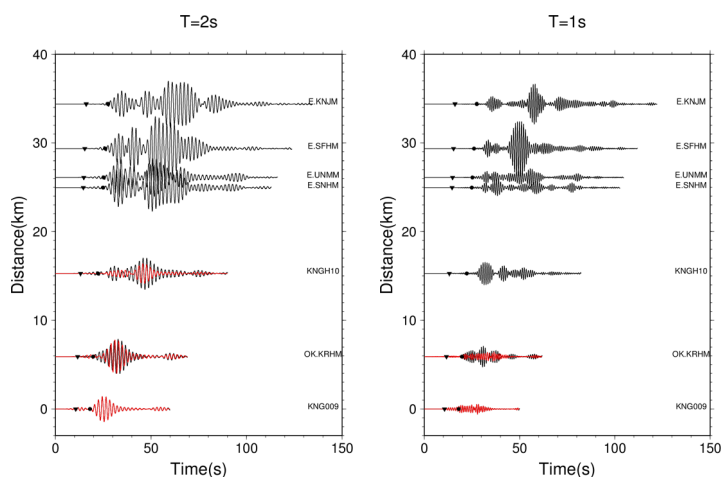 T=2s
40
30
20
10
0
Distance(km)
E.KNJM
E.SFHM
E.UNMM
E.SNHM
KNGH10
OK.KRHM
KNG009
0 50 100 150
Time(s)
T=1s
40
30
20
10
0
Distance(km)
E.KNJM
E.SFHM
E.UNMM
E.SNHM
KNGH10
OK.KRHM
KNG009
0 50 100 150
Time(s)